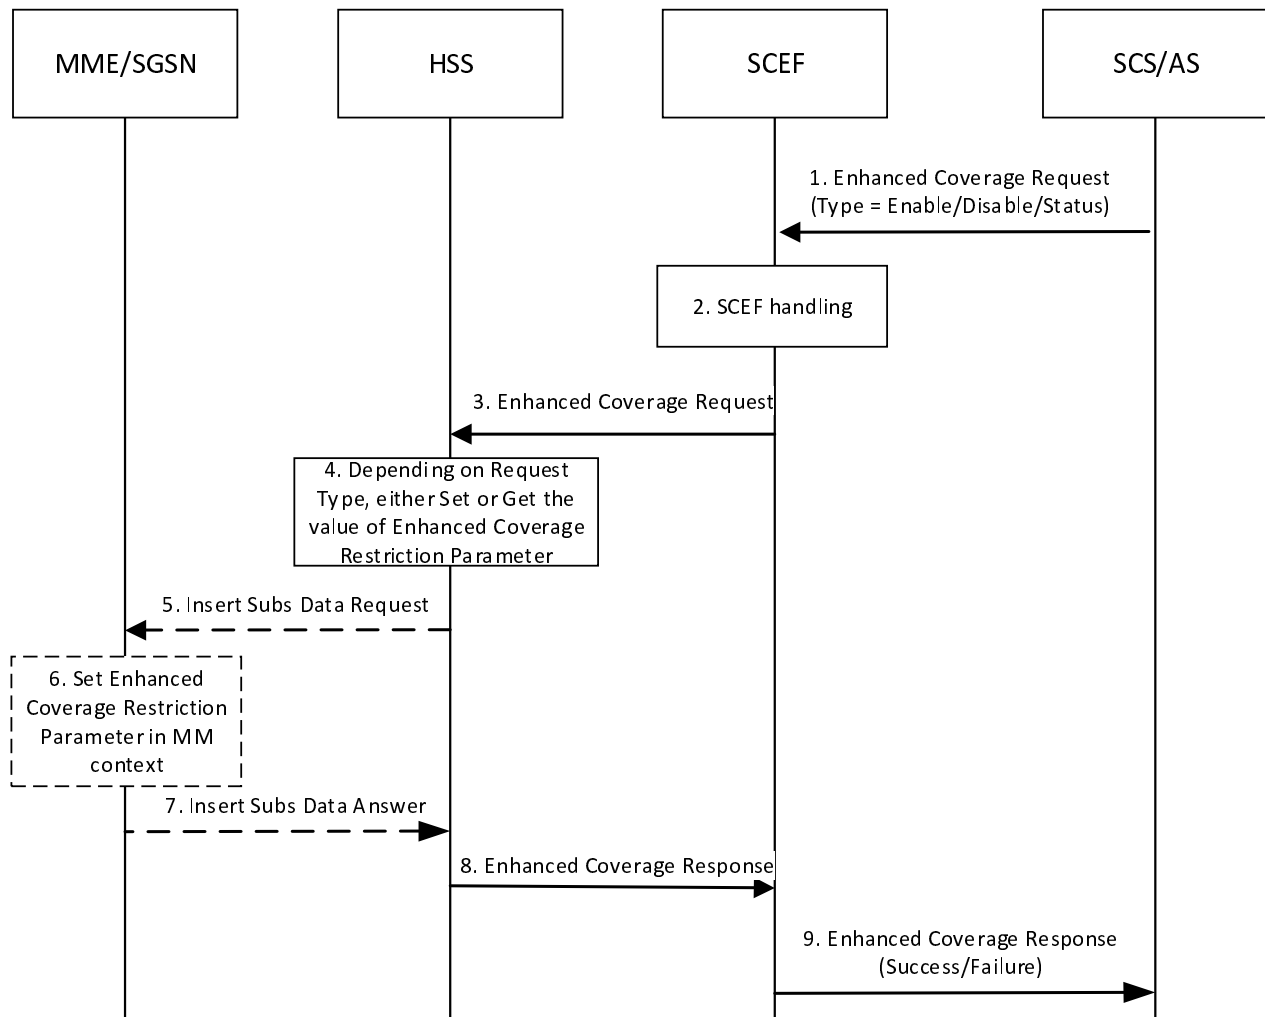 MME/SGSN
HSS
SCEF
SCS/AS
1. Enhanced Coverage Request
(Type = Enable/Disable/Status)
2. SCEF handling
3. Enhanced Coverage Request
4. Depending on Request
Type, either Set or Get the
value of Enhanced Coverage
Restriction Parameter
5. Insert Subs Data Request
6. Set Enhanced
Coverage Restriction
Parameter in MM
context
7. Insert Subs Data Answer
8. Enhanced Coverage Response
9. Enhanced Coverage Response
(Success/Failure)